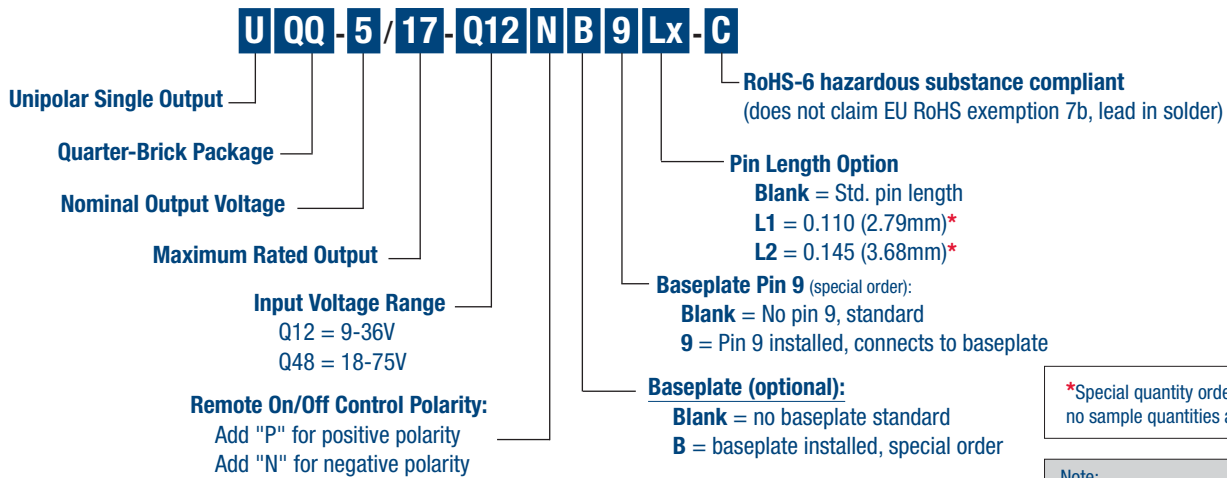 U QQ - 5 / 17 - Q12 N B 9 Lx - C
RoHS-6 hazardous substance compliant
(does not claim EU RoHS exemption 7b, lead in solder)
Unipolar Single Output
Quarter-Brick Package
Nominal Output Voltage
Maximum Rated Output
Input Voltage Range
Q12 = 9-36V
Q48 = 18-75V
Remote On/Off Control Polarity:
Add "P" for positive polarity
Add "N" for negative polarity
Pin Length Option
Blank = Std. pin length
L1 = 0.110 (2.79mm)*
L2 = 0.145 (3.68mm)*
Baseplate Pin 9 (special order):
Blank = No pin 9, standard
9 = Pin 9 installed, connects to baseplate
Baseplate (optional):
Blank = no baseplate standard
B = baseplate installed, special order
*Special quantity
no sample quantities
Note: